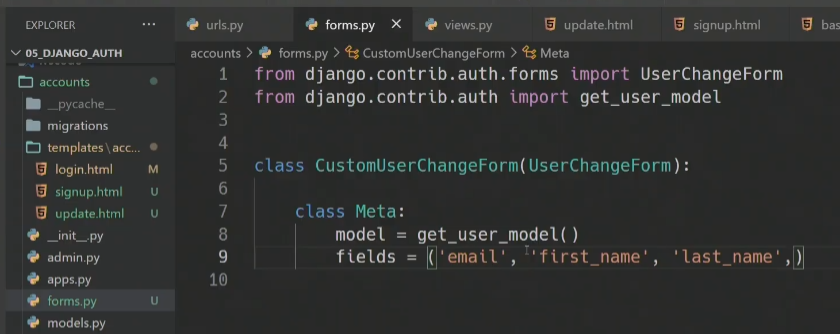 EXPLORER ...
05_DJANGO_AUTH
accounts
__pycache__
migrations
templates\acc...
login.html M
signup.html U
update.html U
__init__.py
admin.py
apps.py
forms.py U
models.py
urls.py forms.py views.py update.html signup.html bas
accounts > forms.py > CustomUserChangeForm > Meta
1 from django.contrib.auth.forms import UserChangeForm
2 from django.contrib.auth import get_user_model
3
4
5 class CustomUserChangeForm(UserChangeForm):
6
7 class Meta:
8 model = get_user_model()
9 fields = ('email', 'first_name', 'last_name',)
10